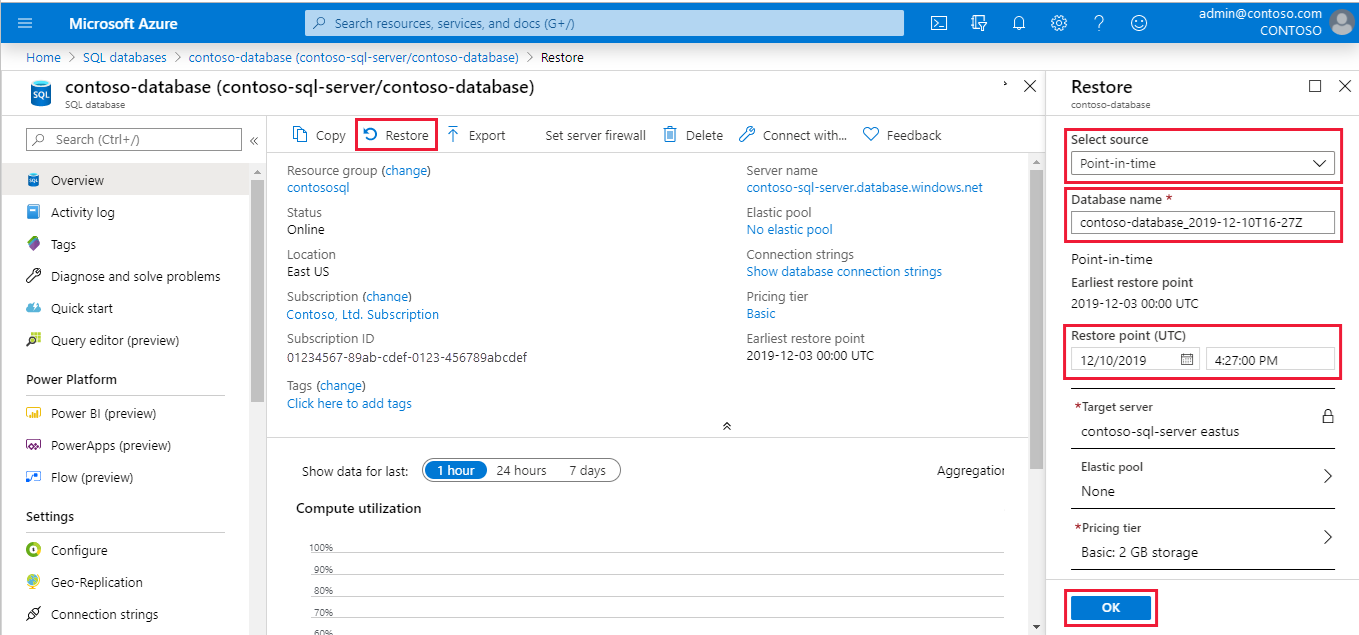 Microsoft Azure
Search resources, services, and docs (G+/)
admin@contoso.com
CONTOSO
Home > SQL databases > contoso-database (contoso-sql-server/contoso-database) > Restore
SQL
contoso-database (contoso-sql-server/contoso-database)
SQL database
Search (Ctrl+/)
Overview
Activity log
Tags
Diagnose and solve problems
Quick start
Query editor (preview)
Power Platform
Power BI (preview)
PowerApps (preview)
Flow (preview)
Settings
Configure
Geo-Replication
Connection strings
Copy Restore Export Set server firewall Delete Connect with... Feedback
Resource group (change)
contososql
Status
Online
Location
East US
Subscription (change)
Contoso, Ltd. Subscription
Subscription ID
01234567-89ab-cdef-0123-456789abcdef
Tags (change)
Click here to add tags
Server name
contoso-sql-server.database.windows.net
Elastic pool
No elastic pool
Connection strings
Show database connection strings
Pricing tier
Basic
Earliest restore point
2019-12-03 00:00 UTC
Show data for last: 1 hour 24 hours 7 days Aggregation
Compute utilization
100%
90%
80%
70%
60%
Restore
contoso-database
Select source
Point-in-time
Database name *
contoso-database_2019-12-10T16-27Z
Point-in-time
Earliest restore point
2019-12-03 00:00 UTC
Restore point (UTC)
12/10/2019 4:27:00 PM
*Target server
contoso-sql-server eastus
Elastic pool
None
*Pricing tier
Basic: 2 GB storage
OK